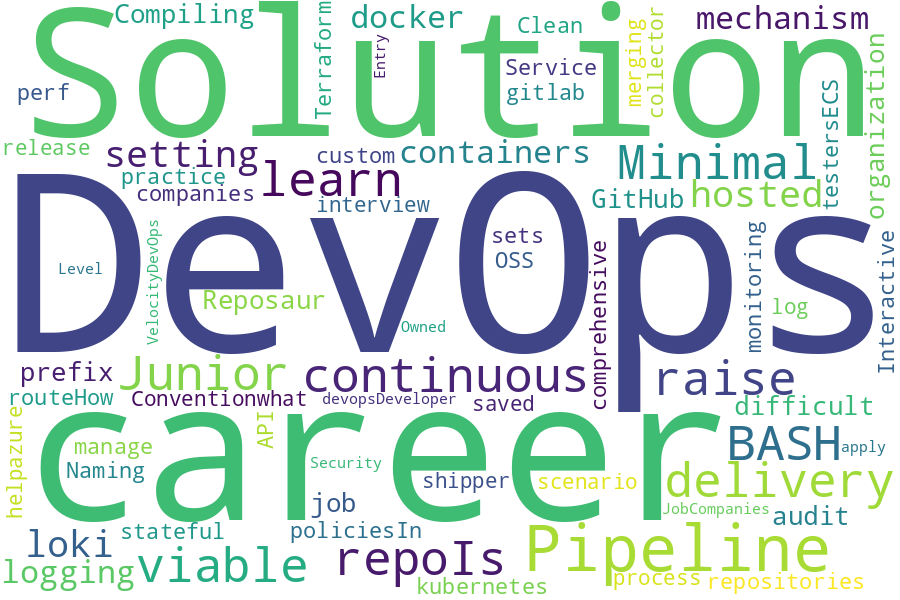 Solution
Compiling
docker
Clean
mechanism
Terraform
Entry
merging
collector
organization
perf
Service
gitlab
testersECS
release
setting
custom
containers
Minimal
practice
companies
learn
interview
GitHub
hosted
DevOps
VelocityDevOps
sets
OSS
Level
comprehensive
monitoring
Interactive
Reposaur
Owned
log
prefix
Junior
continuous
raise
routeHow
Conventionwhat
devopsDeveloper
saved
difficult
career
helpazure
API
manage
Naming
BASH
apply
Security
shipper
scenario
delivery
job
JobCompanies
audit
loki
stateful
policiesIn
Pipeline
logging
viable
repoIs
kubernetes
process
repositories